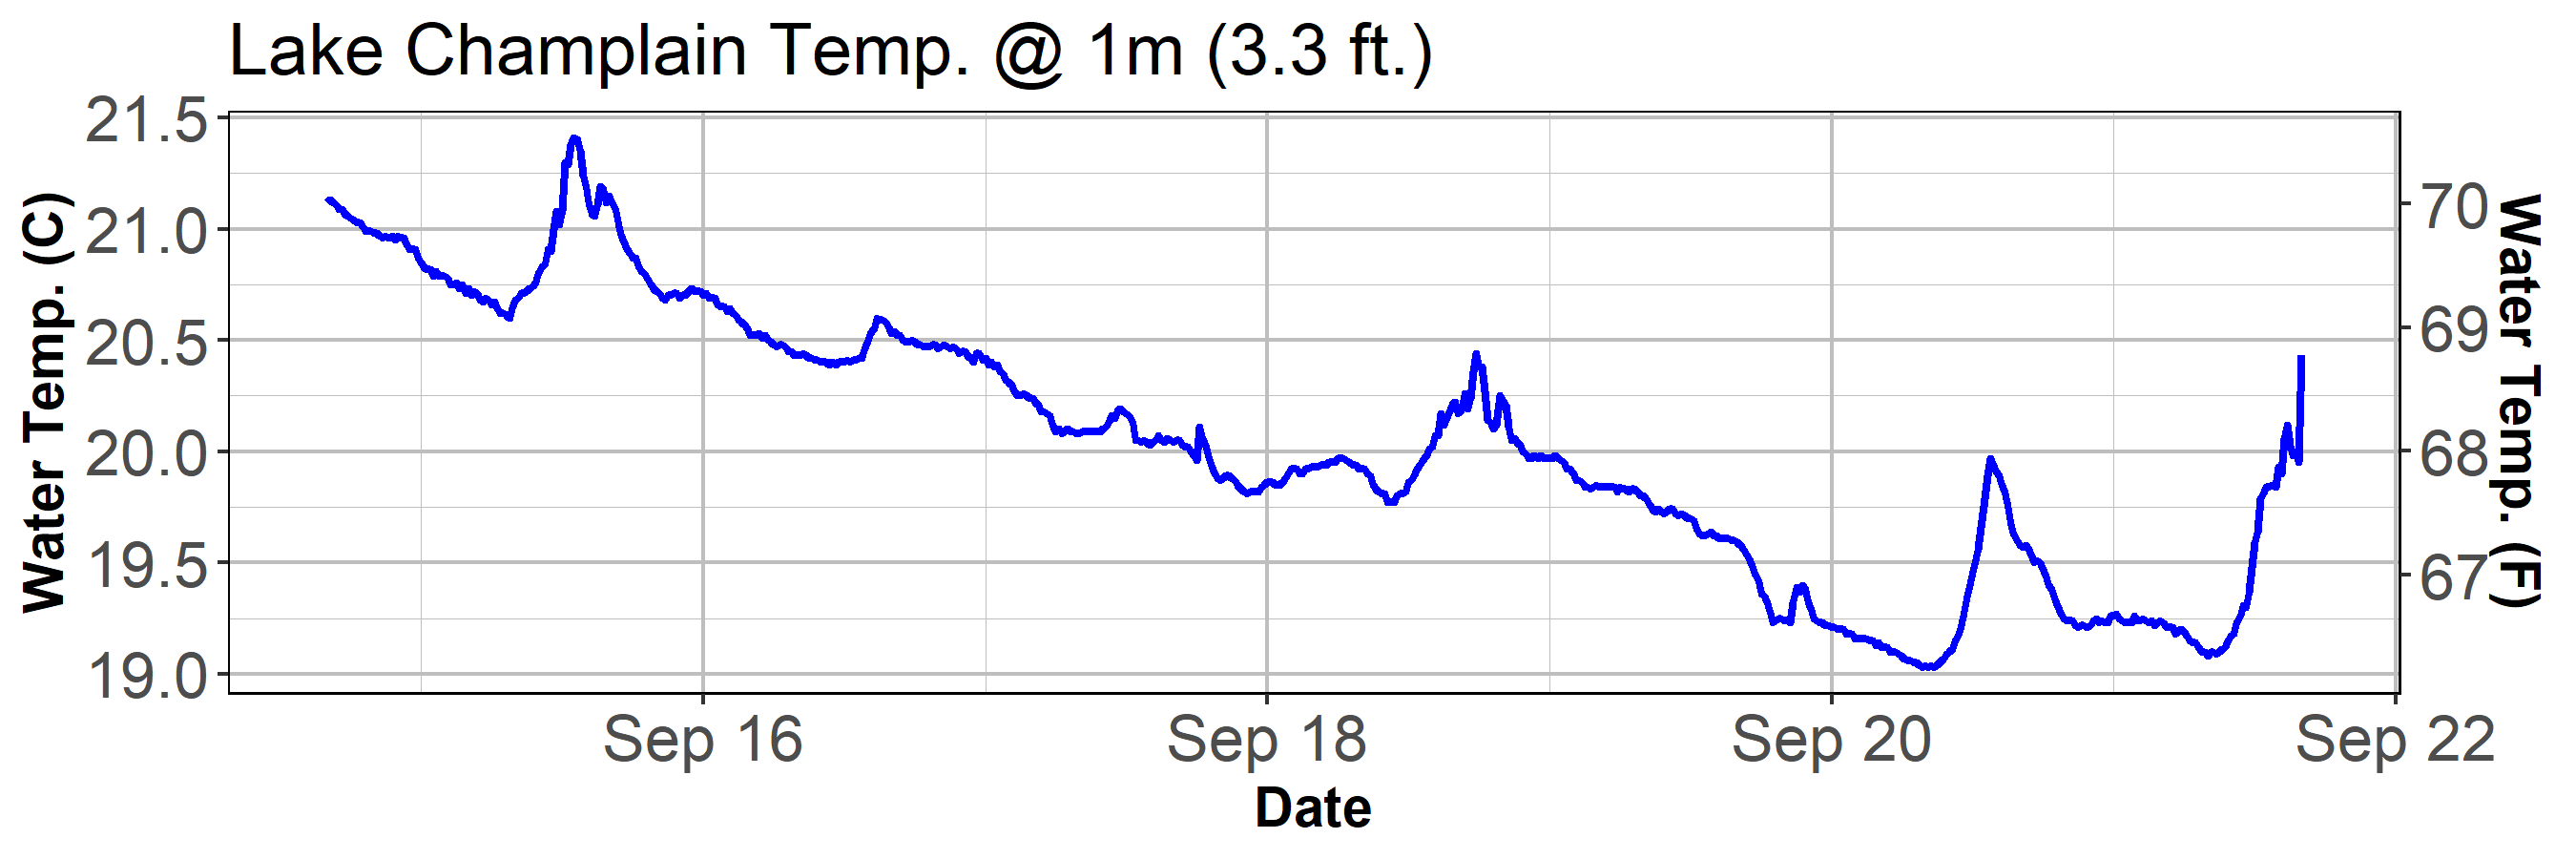 Lake Champlain Temp. @ 1m (3.3 ft.)
Water Temp. (C)
21.5
21.0
20.5
20.0
19.5
19.0
70
69
68
67
Water Temp. (F)
Sep 16
Sep 18
Sep 20
Sep 22
Date